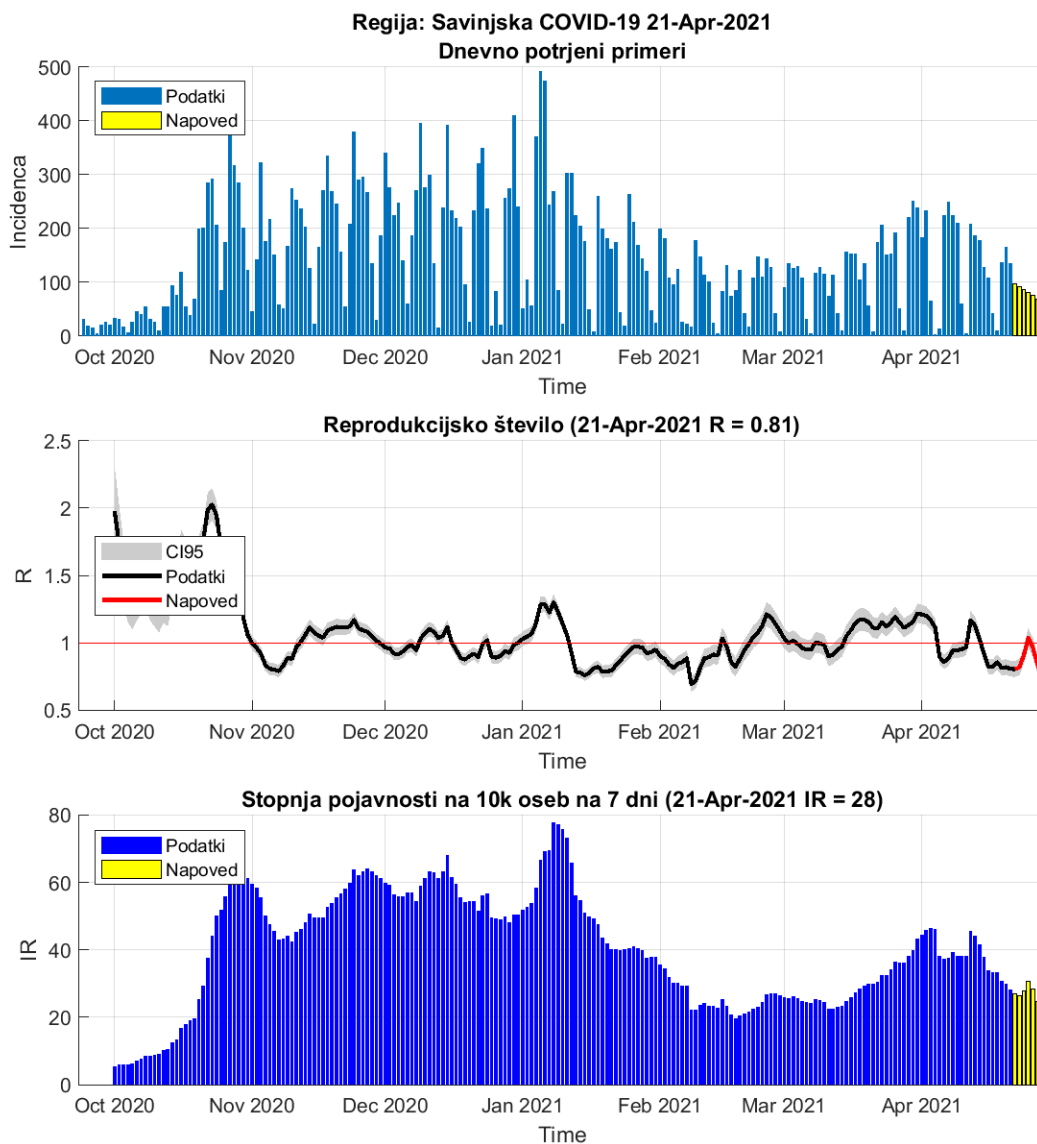 Regija: Savinjska COVID-19 21-Apr-2021
Dnevno potrjeni primeri
500
400
300
200
100
0
Incidenca
Podatki
Napoved
Oct 2020 Nov 2020 Dec 2020 Jan 2021 Feb 2021 Mar 2021 Apr 2021
Time
Reprodukcijsko število (21-Apr-2021 R = 0.81)
2.5
2
1.5
1
0.5
R
CI95
Podatki
Napoved
Oct 2020 Nov 2020 Dec 2020 Jan 2021 Feb 2021 Mar 2021 Apr 2021
Time
Stopnja pojavnosti na 10k oseb na 7 dni (21-Apr-2021 IR = 28)
80
60
40
20
0
IR
Podatki
Napoved
Oct 2020 Nov 2020 Dec 2020 Jan 2021 Feb 2021 Mar 2021 Apr 2021
Time